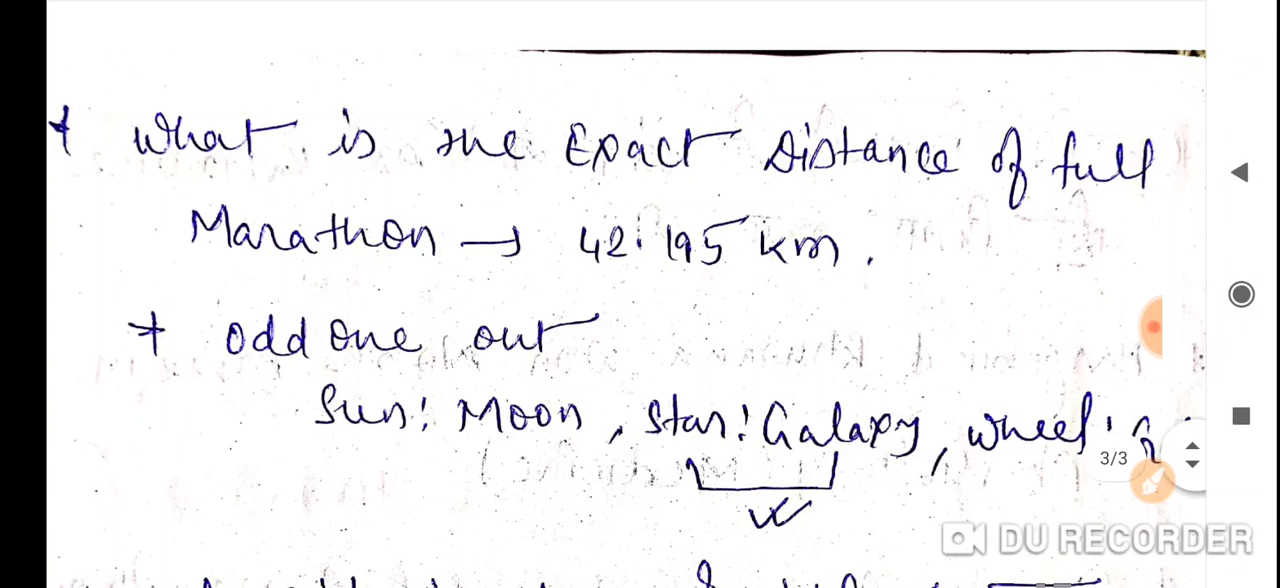 + What is the Exact Distance of full
Marathon → 42.195 km.
+ Odd one out
Sun: Moon, Star: Galaxy, wheel:
3/3
DU RECORDER